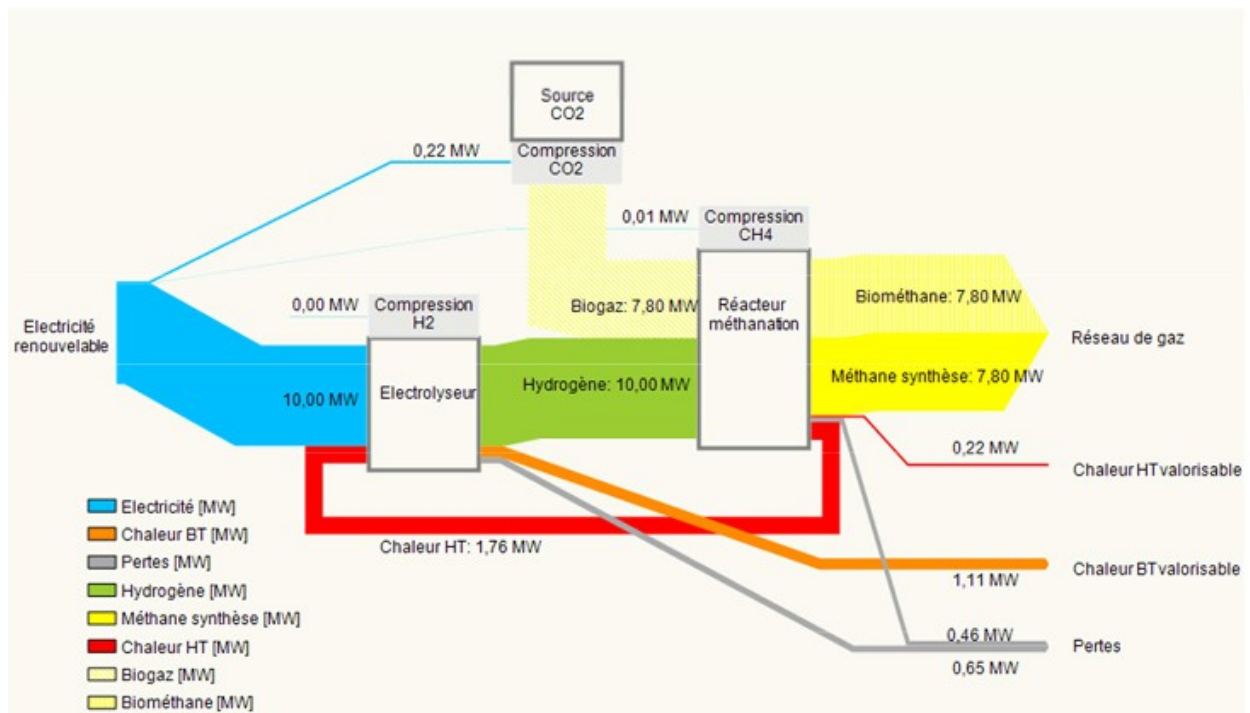 Source
CO2
0,22 MW
Compression
CO2
0,01 MW
Compression
CH4
0,00 MW
Compression
H2
Biogaz: 7,80 MW
Réacteur
méthanation
Biométhane: 7,80 MW
Electricité
renouvelable
Réseau de gaz
10,00 MW
Electrolyseur
Hydrogène: 10,00 MW
Méthane synthèse: 7,80 MW
0,22 MW
Chaleur HT valorisable
Chaleur HT: 1,76 MW
1,11 MW
Chaleur BT valorisable
0,46 MW
Pertes
0,65 MW
Electricité [MW]
Chaleur BT [MW]
Pertes [MW]
Hydrogène [MW]
Méthane synthèse [MW]
Chaleur HT [MW]
Biogaz [MW]
Biométhane [MW]